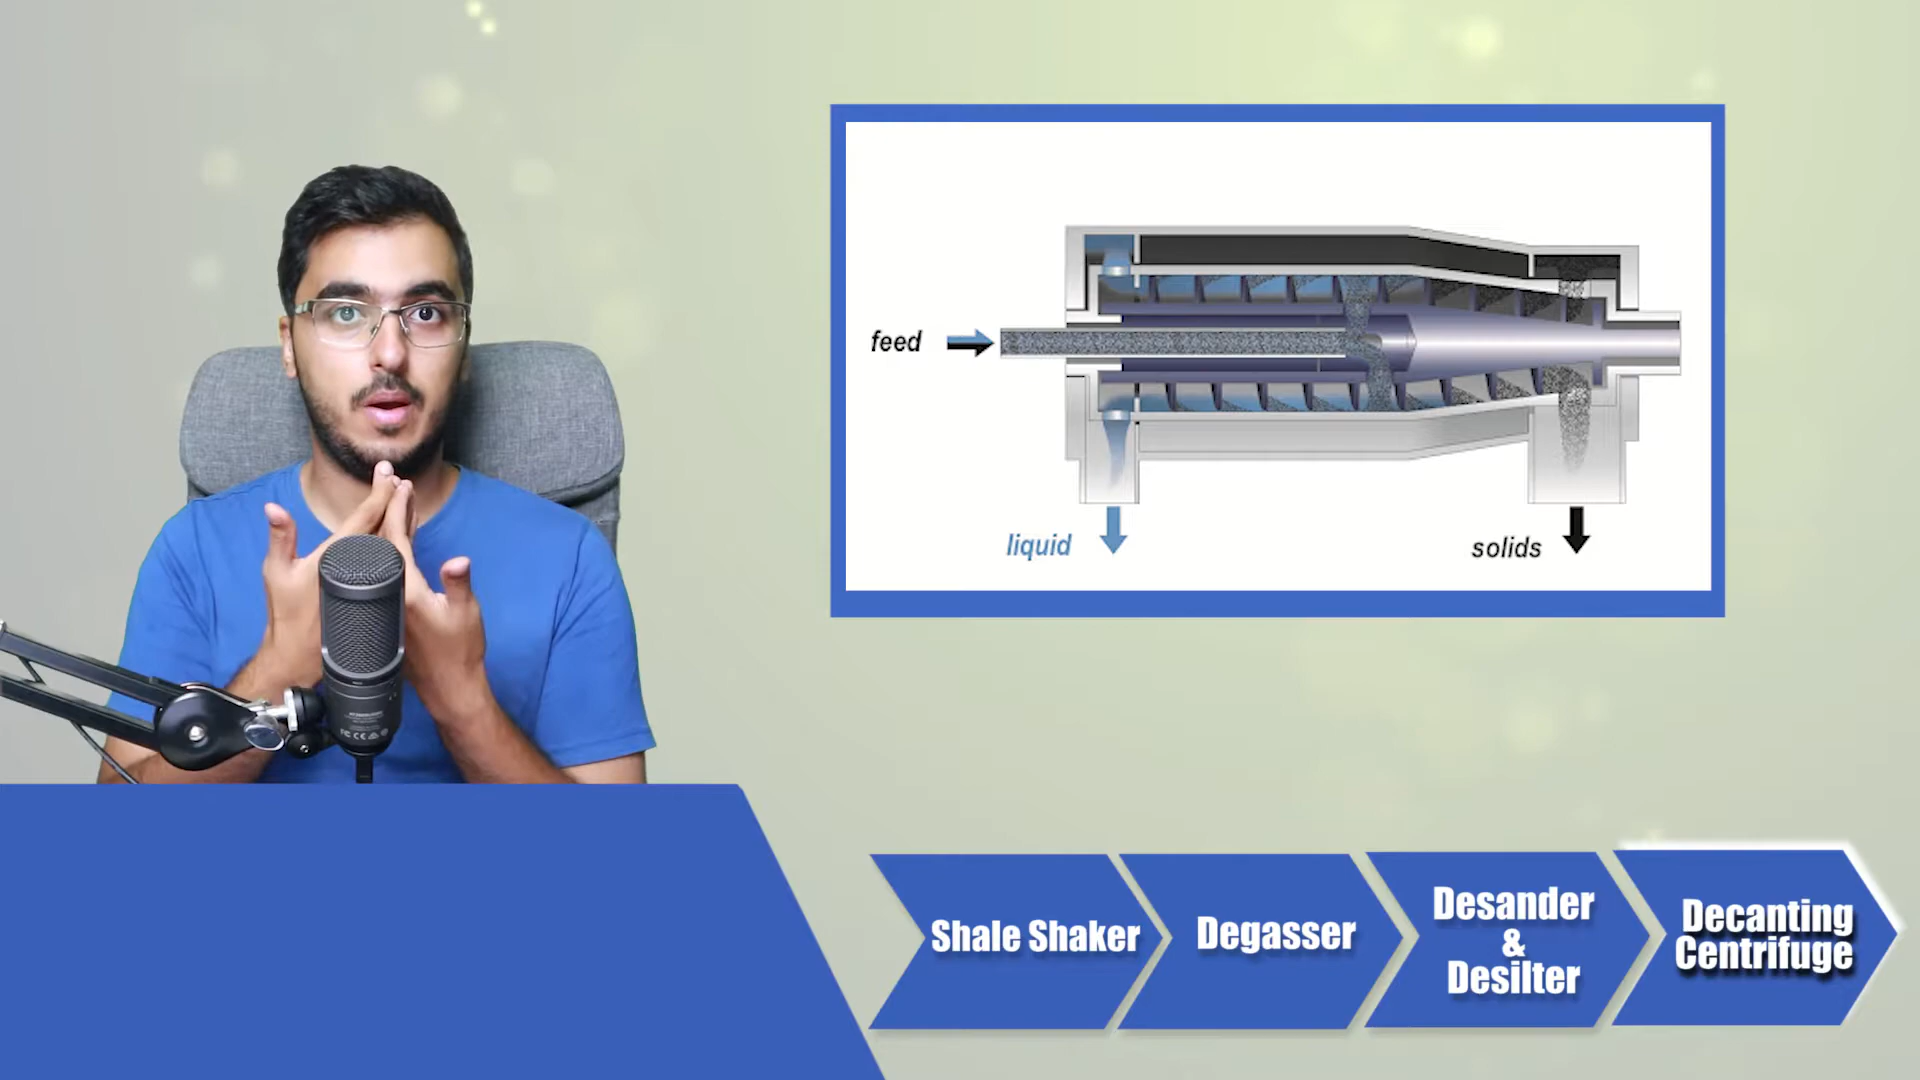 feed
liquid
solids
Shale Shaker
Degasser
Desander
&
Desilter
Decanting
Centrifuge